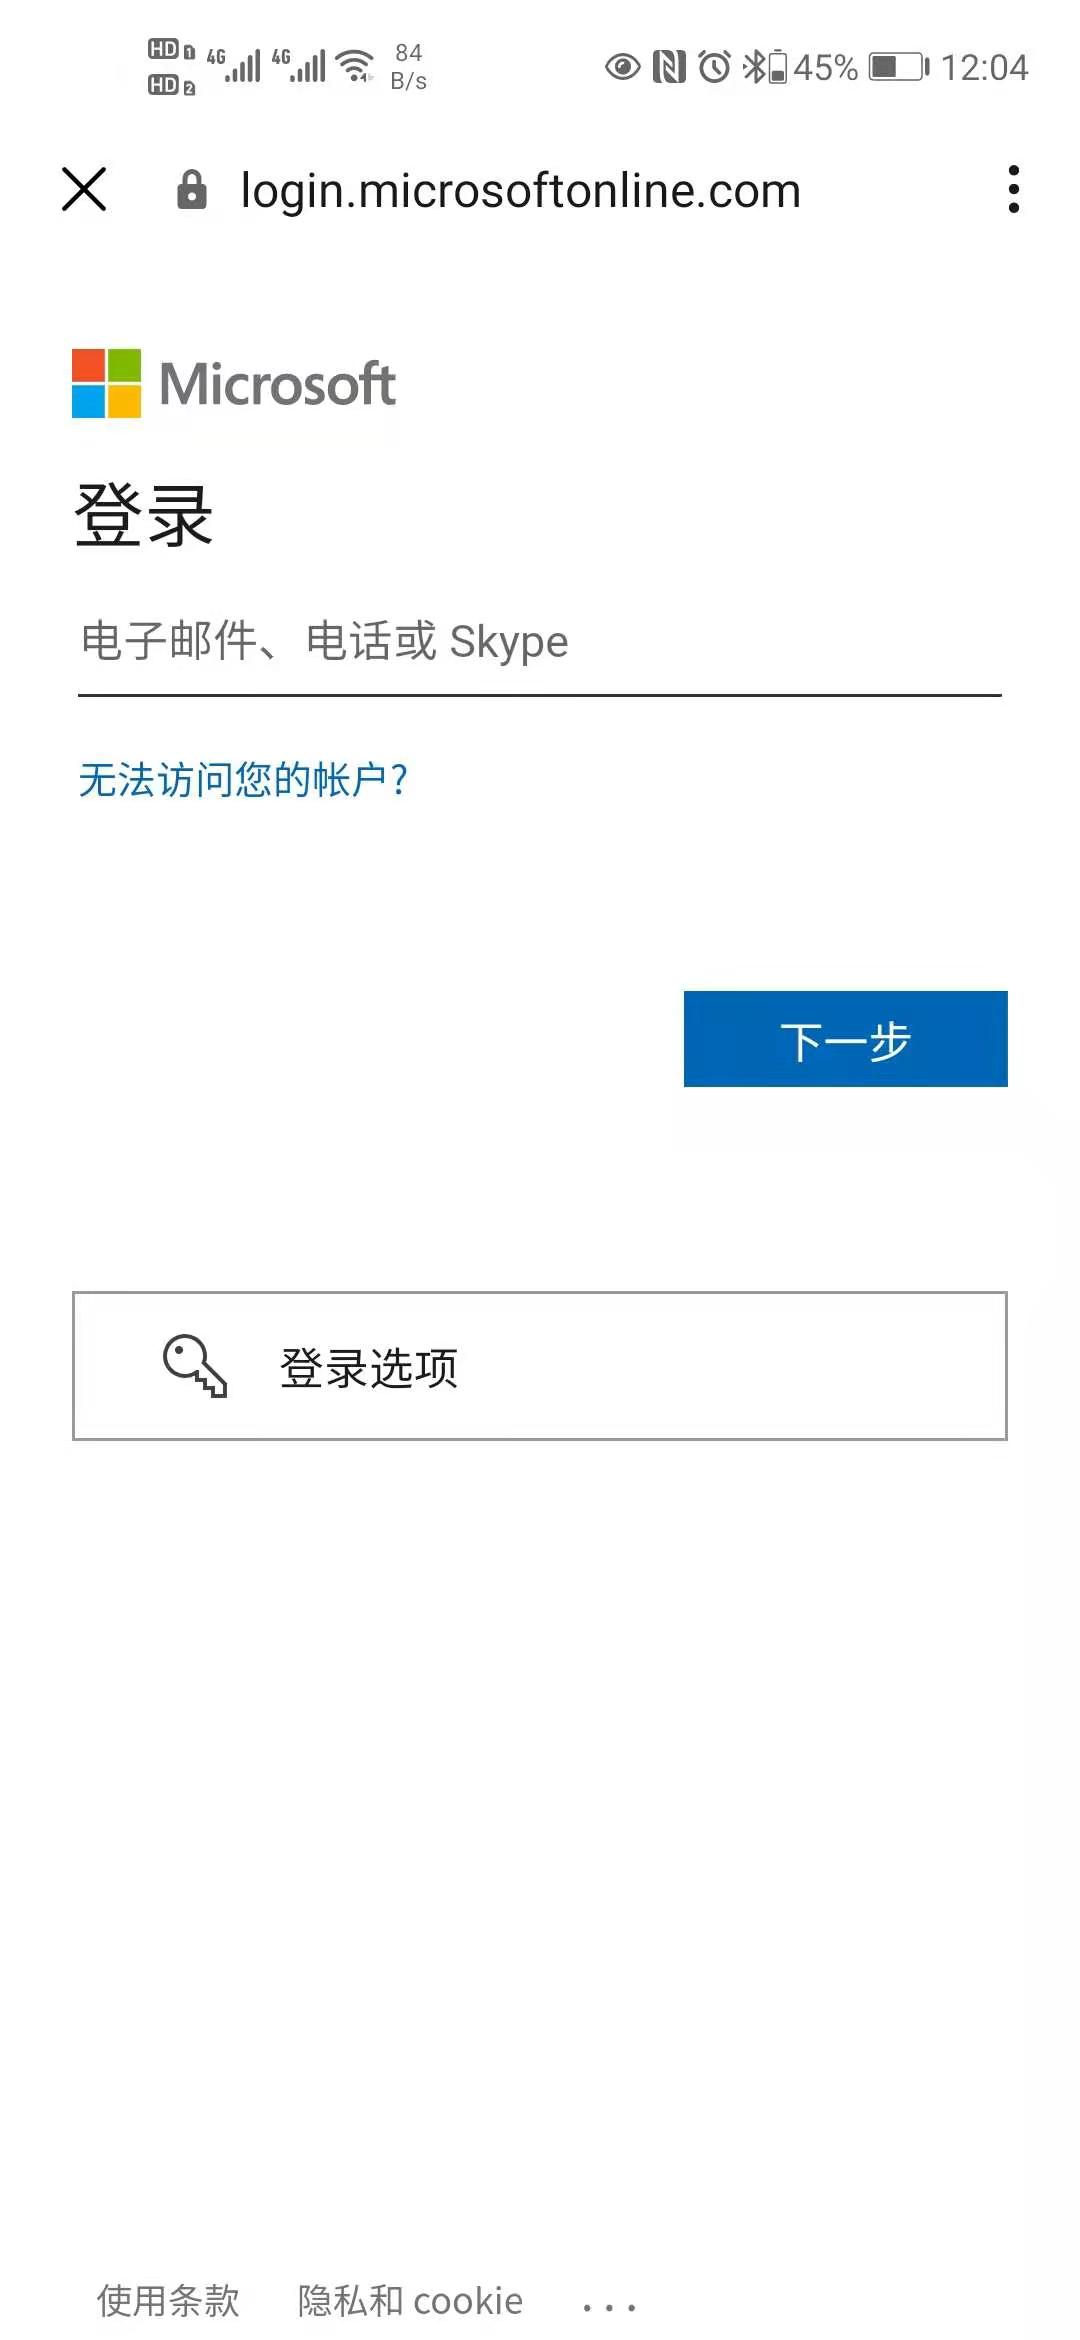 HD 1 4G 4G 84 45% 12:04
HD 2 B/s
login.microsoftonline.com
Microsoft
登录
电子邮件、电话或 Skype
无法访问您的帐户?
下一步
登录选项
使用条款 隐私和 cookie ...